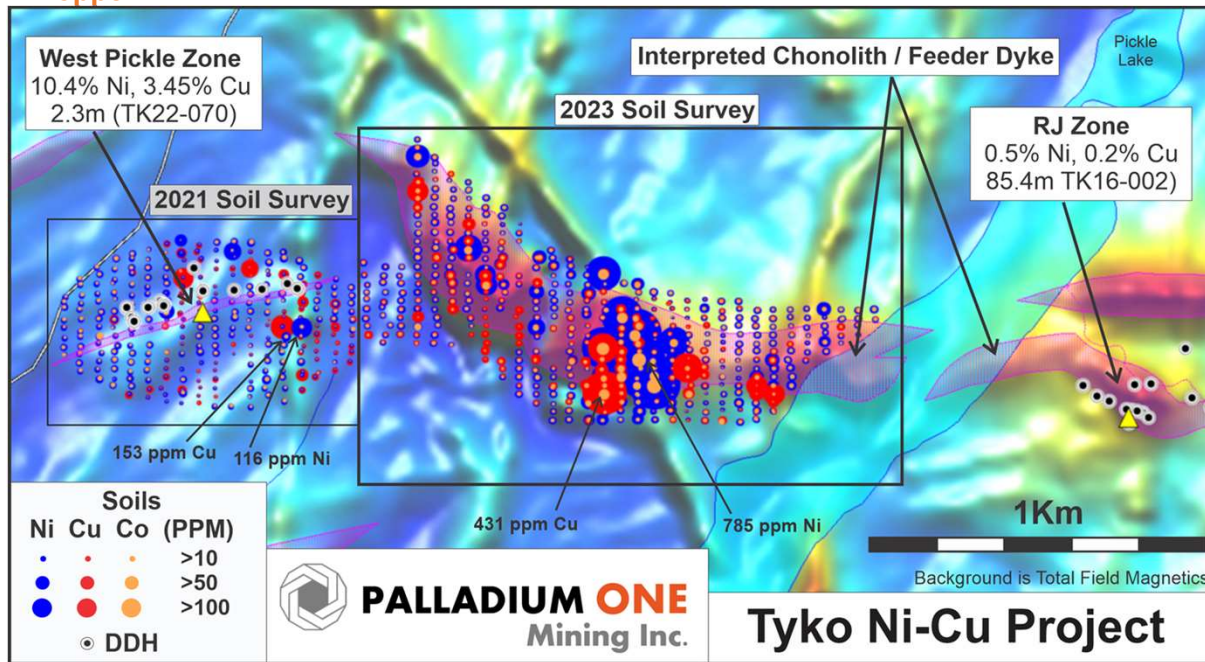 West Pickle Zone
10.4% Ni, 3.45% Cu
2.3m (TK22-070)
Interpreted Chonolith / Feeder Dyke
Pickle
Lake
2023 Soil Survey
RJ Zone
0.5% Ni, 0.2% Cu
85.4m TK16-002)
2021 Soil Survey
153 ppm Cu
116 ppm Ni
431 ppm Cu
785 ppm Ni
1Km
Background is Total Field Magnetics
Soils
Ni Cu Co (PPM)
>10
>50
>100
DDH
PALLADIUM ONE
Mining Inc.
Tyko Ni-Cu Project